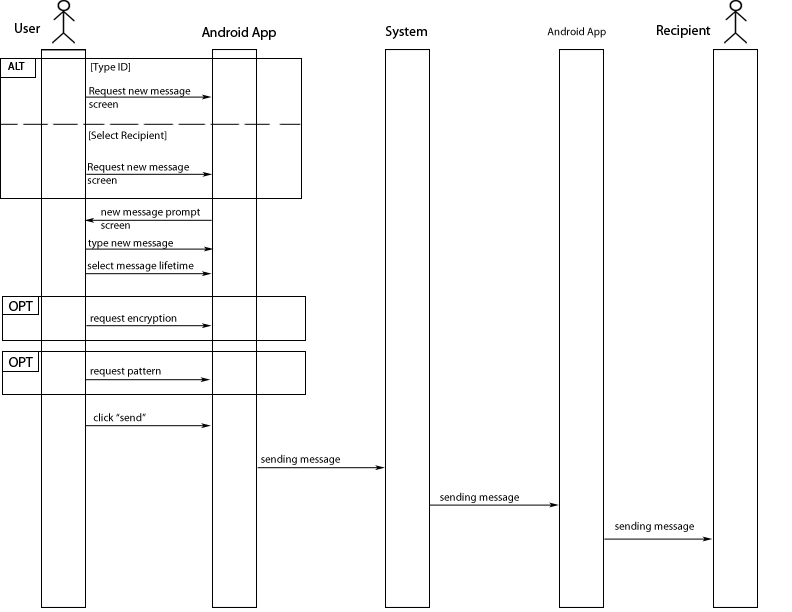 User
Android App
System
Android App
Recipient
ALT
[Type ID]
Request new message
screen
[Select Recipient]
Request new message
screen
new message prompt
screen
type new message
select message lifetime
OPT
request encryption
OPT
request pattern
click “send”
sending message
sending message
sending message